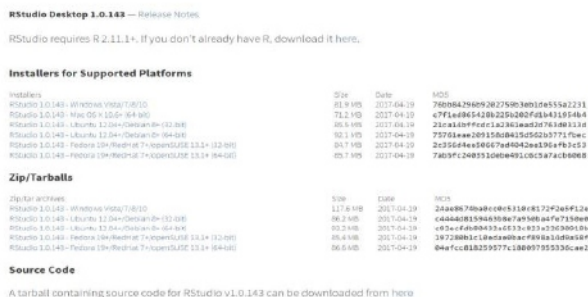 RStudio Desktop 1.0.143 — Release Notes
RStudio requires R 2.11.1+. If you don't already have R, download it here.
Installers for Supported Platforms
Installers Size Date MD5
RStudio 1.0.143 - Windows Vista/7/8/10 81.9 MB 2017-04-19
RStudio 1.0.143 - Mac OS X 10.6+ (64-bit) 71.2 MB 2017-04-19
RStudio 1.0.143 - Ubuntu 12.04+/Debian 8+ (32-bit) 2017-04-19
RStudio 1.0.143 - Ubuntu 12.04+/Debian 8+ (64-bit) 2017-04-19
RStudio 1.0.143 - Fedora 19+/RedHat 7+/openSUSE 13.1+ (32-bit) 84.7 MB 2017-04-19
RStudio 1.0.143 - Fedora 19+/RedHat 7+/openSUSE 13.1+ (64-bit) 85.7 MB 2017-04-19
Zip/Tarballs
Zip/tar archives Size Date MD5
RStudio 1.0.143 - Windows Vista/7/8/10 117.6 MB 2017-04-19
RStudio 1.0.143 - Ubuntu 12.04+/Debian 8+ (32-bit) 86.2 MB 2017-04-19
RStudio 1.0.143 - Ubuntu 12.04+/Debian 8+ (64-bit) 2017-04-19
RStudio 1.0.143 - Fedora 19+/RedHat 7+/openSUSE 13.1+ (32-bit) 85.4 MB 2017-04-19
RStudio 1.0.143 - Fedora 19+/RedHat 7+/openSUSE 13.1+ (64-bit) 86.6 MB 2017-04-19
Source Code
A tarball containing source code for RStudio v1.0.143 can be downloaded from here